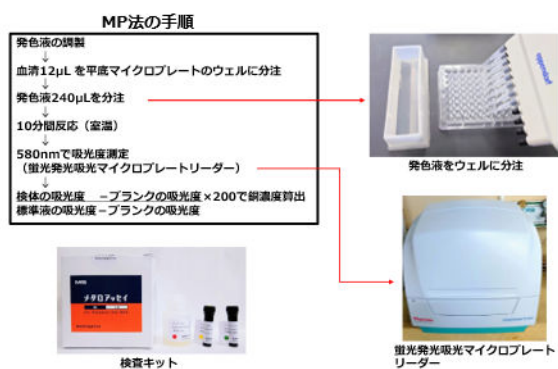 MP法の手順
発色液の調製
↓
血清12μL を平底マイクロプレートのウェルに分注
↓
発色液240μLを分注
↓
10分間反応（室温）
↓
580nmで吸光度測定
（蛍光発光吸光マイクロプレートリーダー）
↓
検体の吸光度 －ブランクの吸光度×200で銅濃度算出
標準液の吸光度－ブランクの吸光度
発色液をウェルに分注
メタロアッセイ
検査キット
蛍光発光吸光マイクロプレート
リーダー